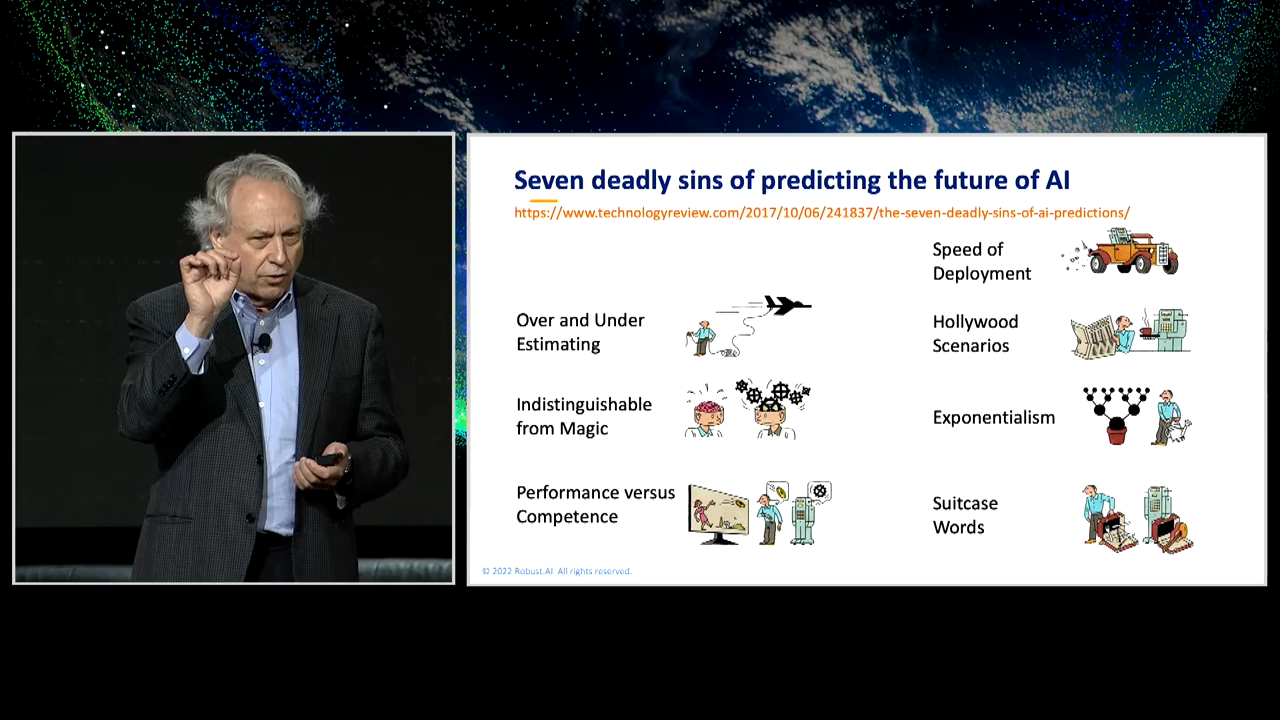 Seven deadly sins of predicting the future of AI
https://www.technologyreview.com/2017/10/06/241837/the-seven-deadly-sins-of-ai-predictions/
Over and Under
Estimating
Indistinguishable
from Magic
Performance versus
Competence
Speed of
Deployment
Hollywood
Scenarios
Exponentialism
Suitcase
Words
© 2022 Robust.AI All rights reserved.